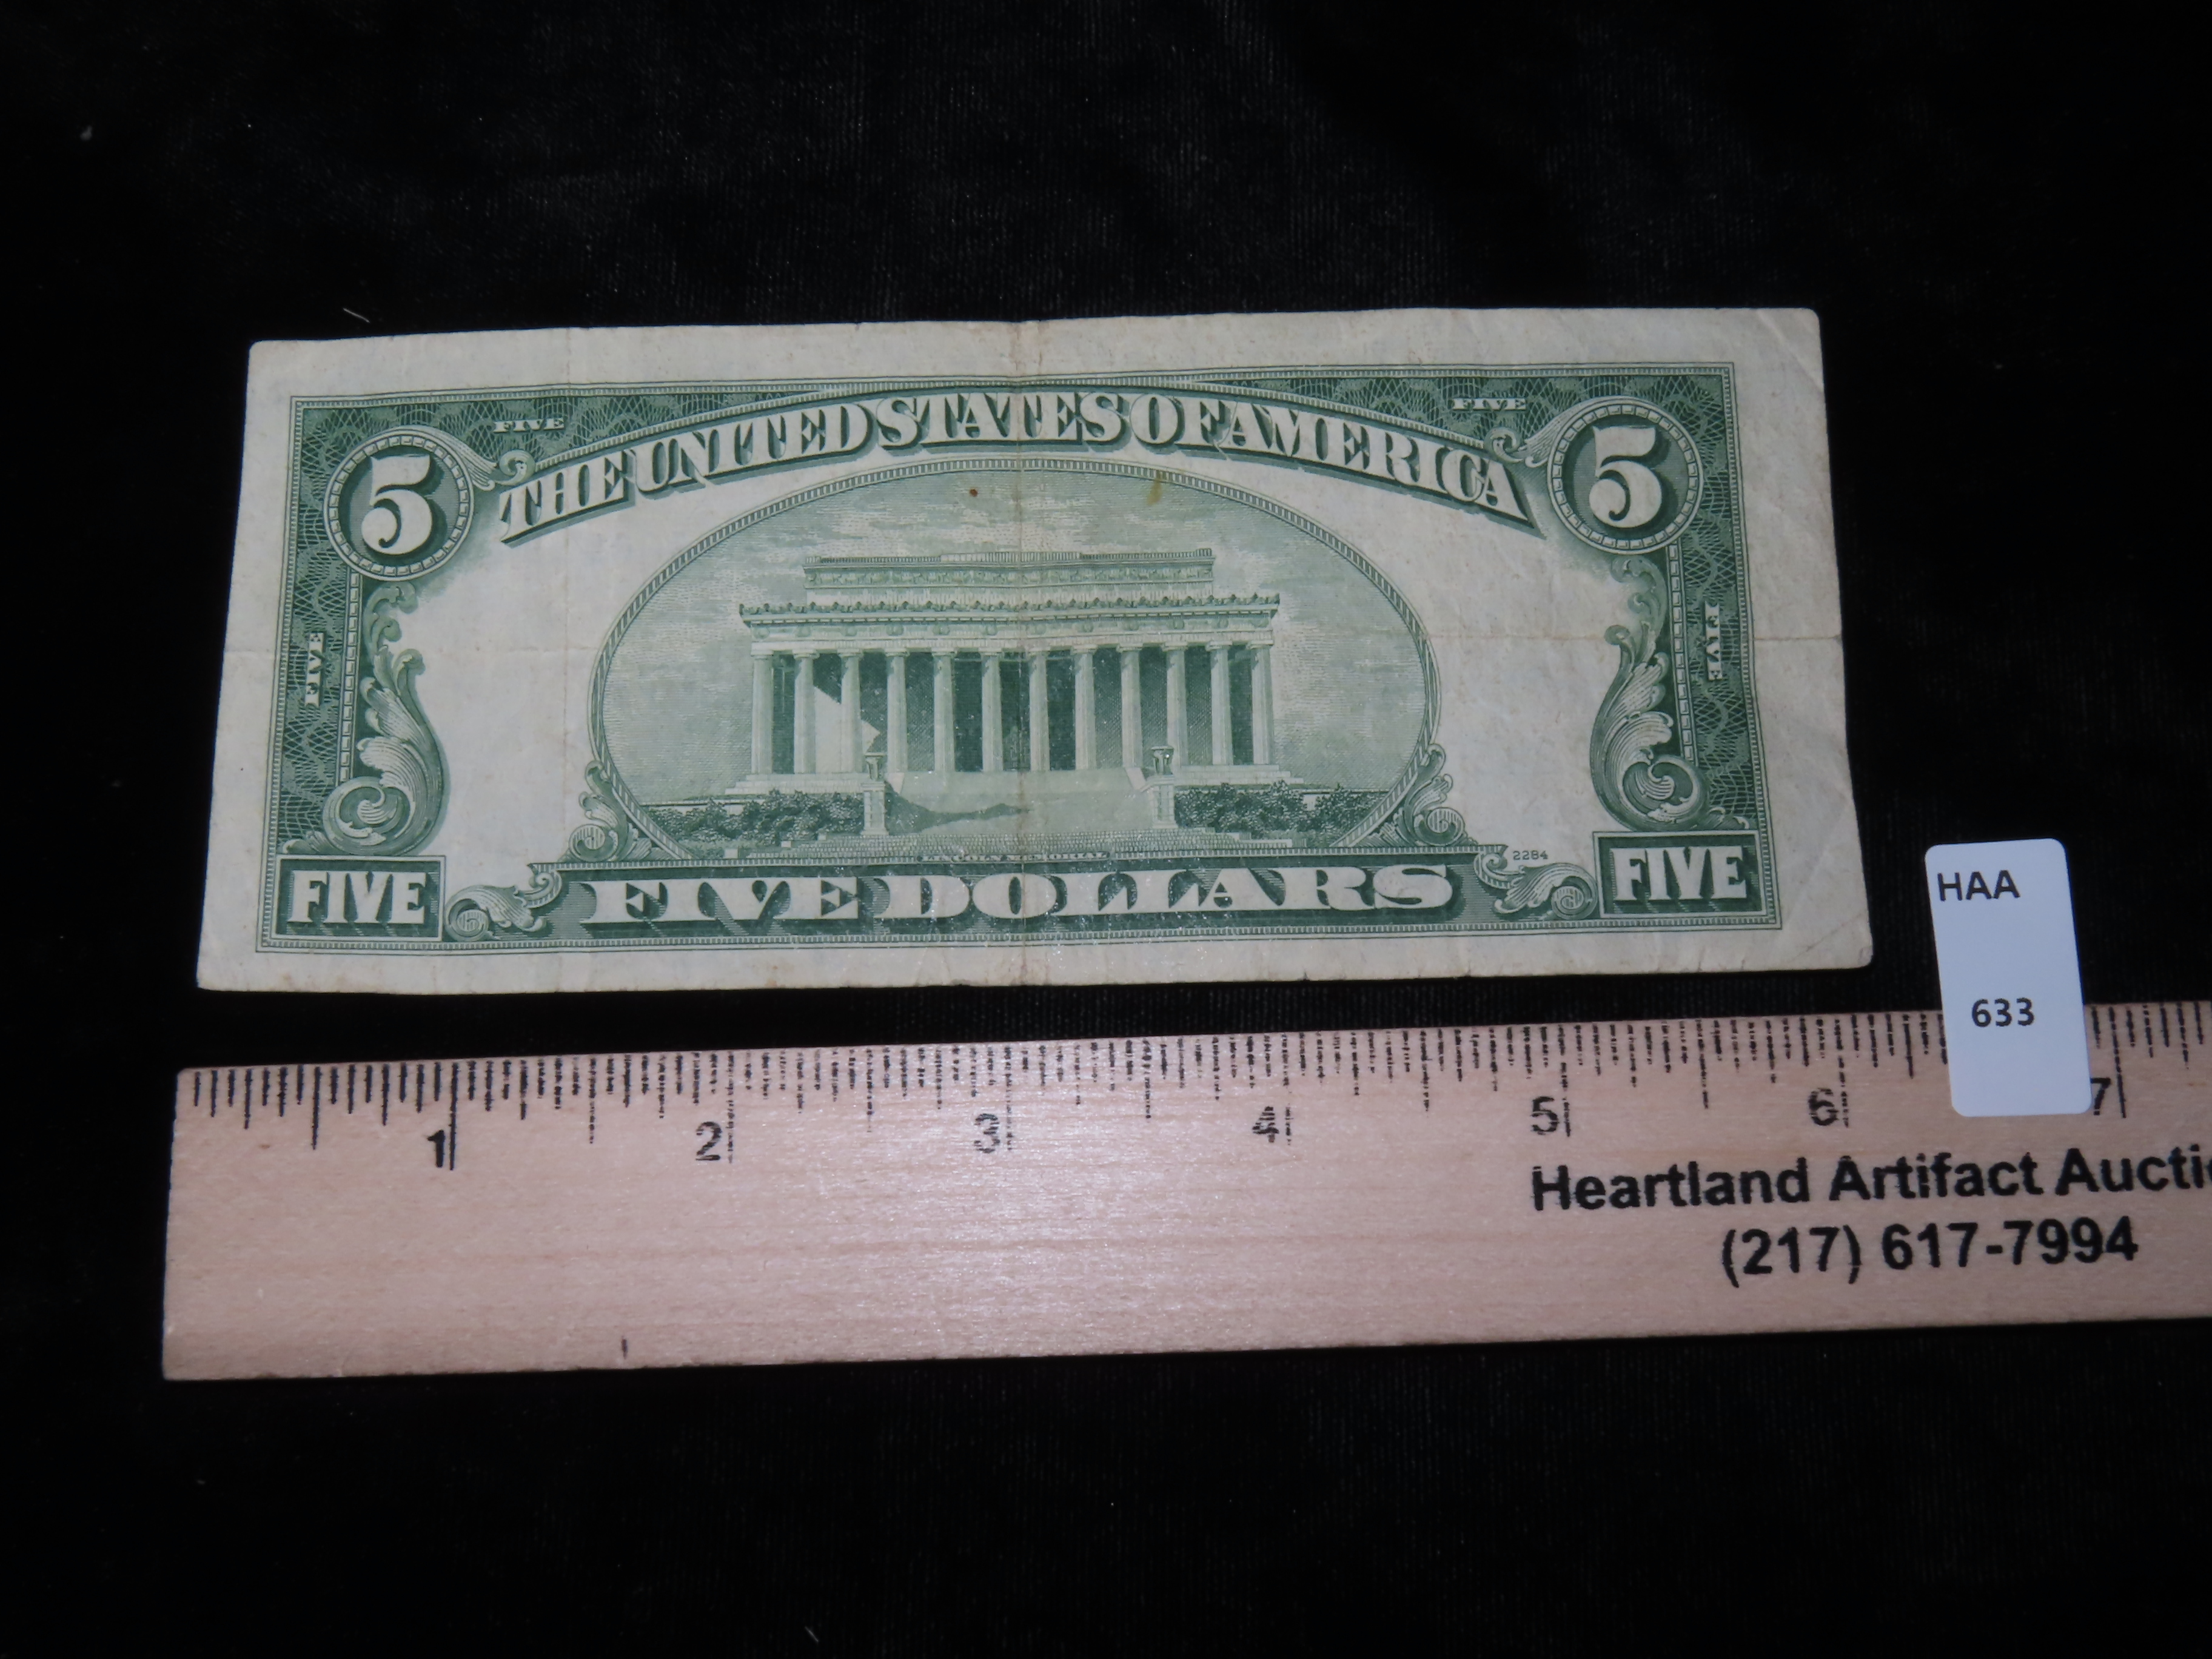 FIVE
FIVE
5
THE UNITED STATES OF AMERICA
5
FIVE
FIVE
LINCOLN MEMORIAL
2284
FIVE
FIVE DOLLARS
FIVE
HAA
633
1
2
3
4
5
6
7
Heartland Artifact Aucti
(217) 617-7994